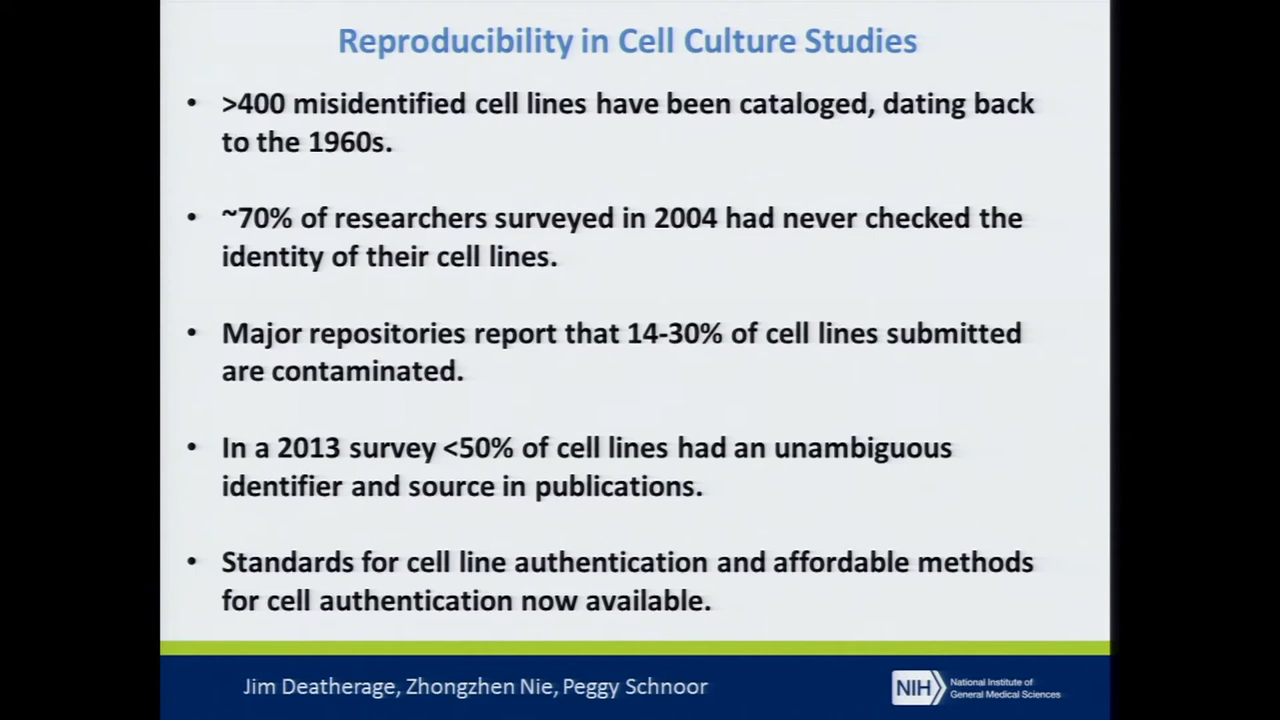 Reproducibility in Cell Culture Studies
• >400 misidentified cell lines have been cataloged, dating back
to the 1960s.
• ~70% of researchers surveyed in 2004 had never checked the
identity of their cell lines.
• Major repositories report that 14-30% of cell lines submitted
are contaminated.
• In a 2013 survey <50% of cell lines had an unambiguous
identifier and source in publications.
• Standards for cell line authentication and affordable methods
for cell authentication now available.
Jim Deatherage, Zhongzhen Nie, Peggy Schnoor
NIH
National Institute of
General Medical Sciences